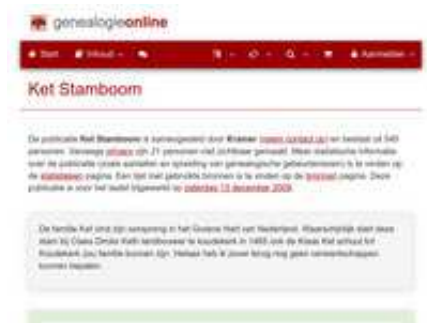 genealogieonline
Start Inhoud Aanmelden
Ket Stamboom
De publicatie Ket Stamboom is samengesteld door Kramer (neem contact op) en bestaat uit 549
personen. Vanwege privacy zijn 21 personen niet zichtbaar gemaakt. Meer statistische informatie
over de publicatie (zoals aantallen en spreiding van genealogische gebeurtenissen) is te vinden op
de statistieken pagina. Een lijst met gebruikte bronnen is te vinden op de bronnen pagina. Deze
publicatie is voor het laatst bijgewerkt op zaterdag 12 december 2009.
De familie Ket vind zijn oorsprong in het Groene Hart van Nederland. Waarschijnlijk start deze
stam bij Claes Dircks Keth landbouwer te koudekerk in 1465 ook de Klaas Ket schout tot
Koudekerk zou familie kunnen zijn. Helaas heb ik zover terug nog geen verwantschappen
kunnen bepalen.